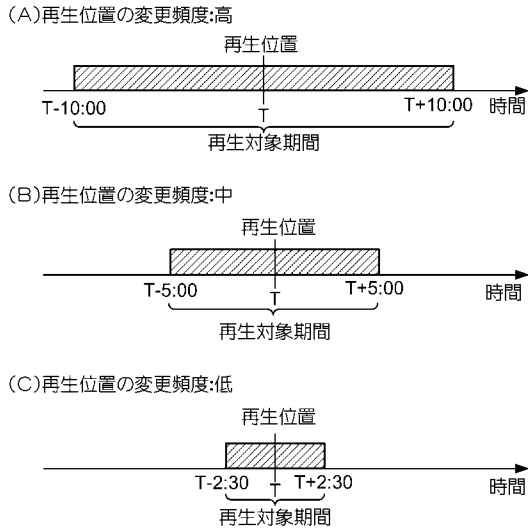 (A)再生位置の変更頻度:高
再生位置
T-10:00 T T+10:00 時間
再生対象期間
(B)再生位置の変更頻度:中
再生位置
T-5:00 T T+5:00 時間
再生対象期間
(C)再生位置の変更頻度:低
再生位置
T-2:30 T T+2:30 時間
再生対象期間